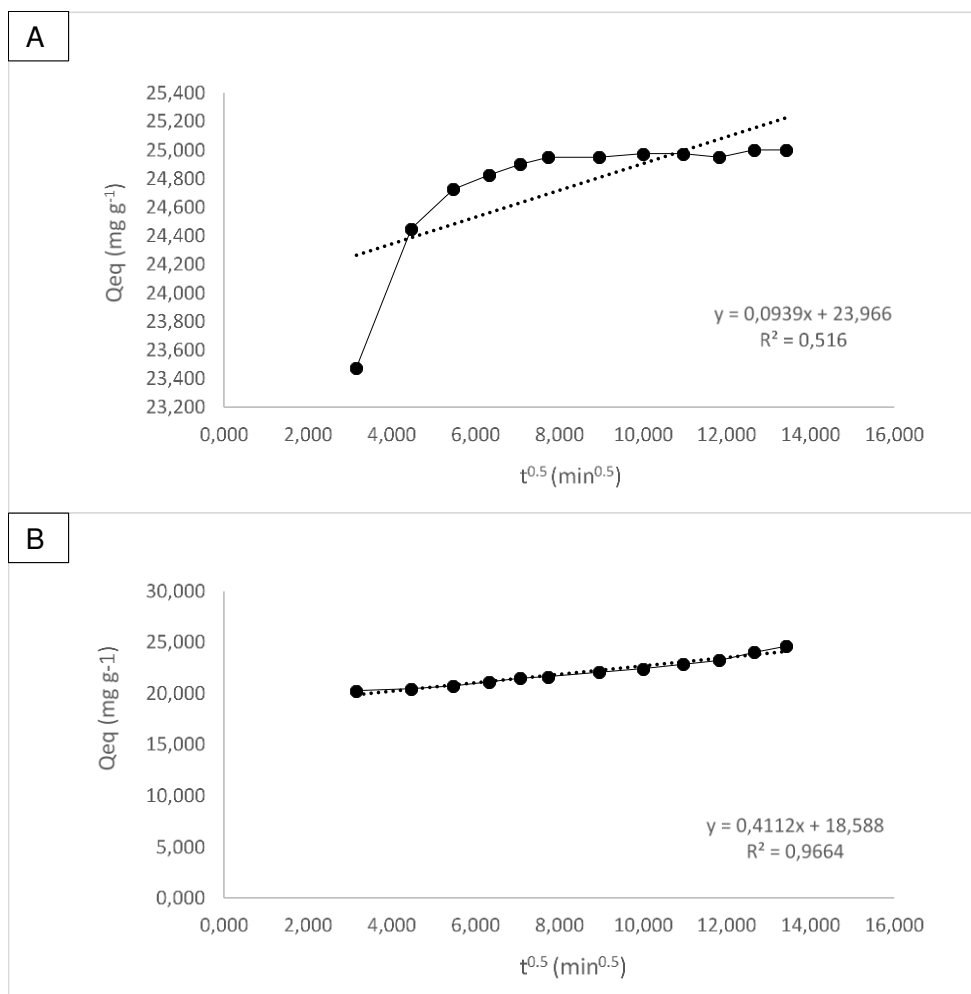 A
25,400
25,200
25,000
24,800
24,600
24,400
24,200
24,000
23,800
23,600
23,400
23,200
Qeq (mg g-1)
y = 0,0939x + 23,966
R² = 0,516
0,000 2,000 4,000 6,000 8,000 10,000 12,000 14,000 16,000
t0.5 (min0.5)
B
30,000
25,000
20,000
15,000
10,000
5,000
0,000
Qeq (mg g-1)
y = 0,4112x + 18,588
R² = 0,9664
0,000 2,000 4,000 6,000 8,000 10,000 12,000 14,000 16,000
t0.5 (min0.5)